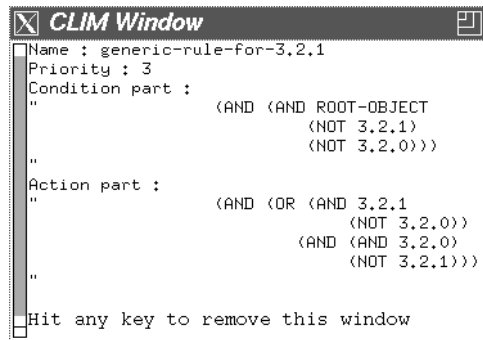 CLIM Window
Name : generic-rule-for-3.2.1
Priority : 3
Condition part :
" (AND (AND ROOT-OBJECT
(NOT 3.2.1)
(NOT 3.2.0)))
"
Action part :
" (AND (OR (AND 3.2.1
(NOT 3.2.0))
(AND (AND 3.2.0)
(NOT 3.2.1)))
"
Hit any key to remove this window